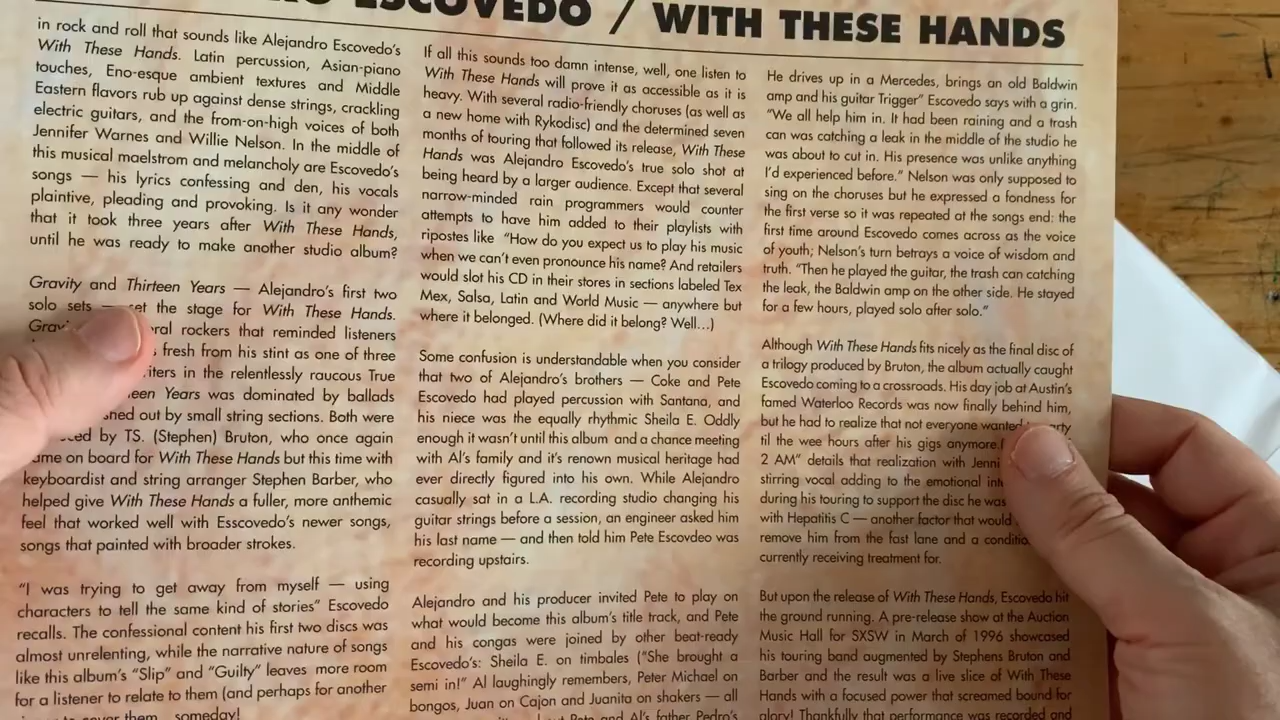 ESCOVEDO / WITH THESE HANDS
in rock and roll that sounds like Alejandro Escovedo's
With These Hands. Latin percussion, Asian-piano
touches, Eno-esque ambient textures and Middle
Eastern flavors rub up against dense strings, crackling
electric guitars, and the from-on-high voices of both
Jennifer Warnes and Willie Nelson. In the middle of
this musical maelstrom and melancholy are Escovedo's
songs — his lyrics confessing and den, his vocals
plaintive, pleading and provoking. Is it any wonder
that it took three years after With These Hands,
until he was ready to make another studio album?
Gravity and Thirteen Years — Alejandro's first two
solo sets — set the stage for With These Hands.
rockers that reminded listeners
fresh from his stint as one of three
in the relentlessly raucous True
Years was dominated by ballads
out by small string sections. Both were
by TS. (Stephen) Bruton, who once again
came on board for With These Hands but this time with
keyboardist and string arranger Stephen Barber, who
helped give With These Hands a fuller, more anthemic
feel that worked well with Esscovedo's newer songs,
songs that painted with broader strokes.
"I was trying to get away from myself — using
characters to tell the same kind of stories" Escovedo
recalls. The confessional content his first two discs was
almost unrelenting, while the narrative nature of songs
like this album's "Slip" and "Guilty" leaves more room
for a listener to relate to them (and perhaps for another
to cover them... someday!
If all this sounds too damn intense, well, one listen to
With These Hands will prove it as accessible as it is
heavy. With several radio-friendly choruses (as well as
a new home with Rykodisc) and the determined seven
months of touring that followed its release, With These
Hands was Alejandro Escovedo's true solo shot at
being heard by a larger audience. Except that several
narrow-minded rain programmers would counter
attempts to have him added to their playlists with
ripostes like "How do you expect us to play his music
when we can't even pronounce his name? And retailers
would slot his CD in their stores in sections labeled Tex
Mex, Salsa, Latin and World Music — anywhere but
where it belonged. (Where did it belong? Well...)
Some confusion is understandable when you consider
that two of Alejandro's brothers — Coke and Pete
Escovedo had played percussion with Santana, and
his niece was the equally rhythmic Sheila E. Oddly
enough it wasn't until this album and a chance meeting
with Al's family and it's renown musical heritage had
ever directly figured into his own. While Alejandro
casually sat in a L.A. recording studio changing his
guitar strings before a session, an engineer asked him
his last name — and then told him Pete Escovdeo was
recording upstairs.
Alejandro and his producer invited Pete to play on
what would become this album's title track, and Pete
and his congas were joined by other beat-ready
Escovedo's: Sheila E. on timbales ("She brought a
semi in!" Al laughingly remembers, Peter Michael on
bongos, Juan on Cajon and Juanita on shakers — all
Pete and Al's father Pedro's
He drives up in a Mercedes, brings an old Baldwin
amp and his guitar Trigger" Escovedo says with a grin.
"We all help him in. It had been raining and a trash
can was catching a leak in the middle of the studio he
was about to cut in. His presence was unlike anything
I'd experienced before." Nelson was only supposed to
sing on the choruses but he expressed a fondness for
the first verse so it was repeated at the songs end: the
first time around Escovedo comes across as the voice
of youth; Nelson's turn betrays a voice of wisdom and
truth. "Then he played the guitar, the trash can catching
the leak, the Baldwin amp on the other side. He stayed
for a few hours, played solo after solo."
Although With These Hands fits nicely as the final disc of
a trilogy produced by Bruton, the album actually caught
Escovedo coming to a crossroads. His day job at Austin's
famed Waterloo Records was now finally behind him,
but he had to realize that not everyone wanted
til the wee hours after his gigs anymore.
2 AM" details that realization with
stirring vocal adding to the emotional
during his touring to support the disc he was
with Hepatitis C — another factor that would
remove him from the fast lane and a
currently receiving treatment for.
But upon the release of With These Hands, Escovedo hit
the ground running. A pre-release show at the Auction
Music Hall for SXSW in March of 1996 showcased
his touring band augmented by Stephens Bruton and
Barber and the result was a live slice of With These
Hands with a focused power that screamed bound for
glory! Thankfully that performance was recorded and